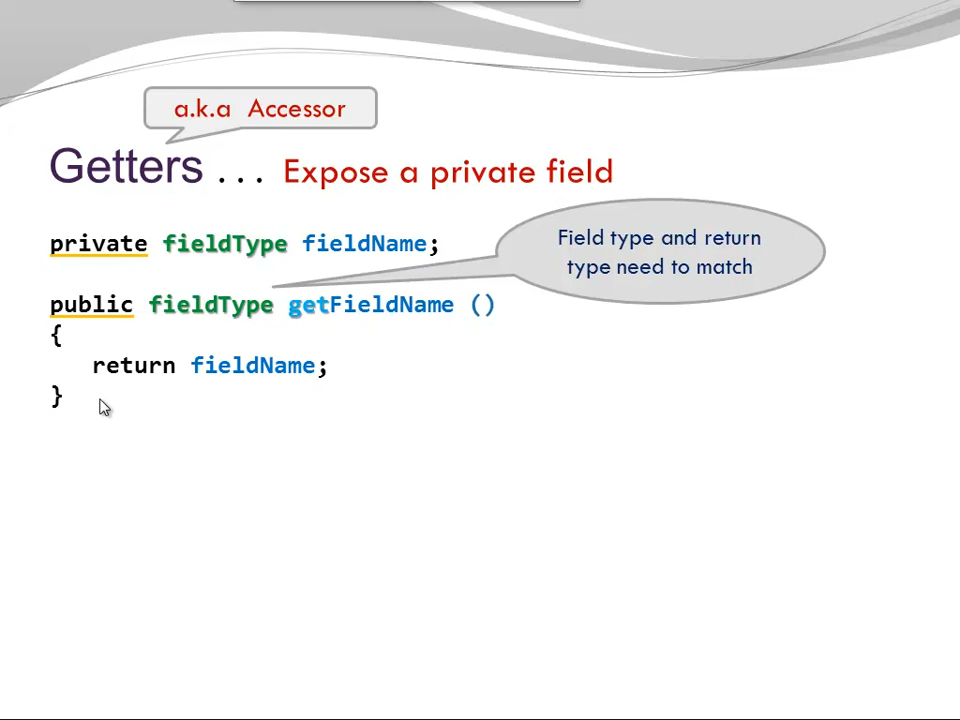 a.k.a Accessor
Getters ... Expose a private field
private fieldType fieldName;
Field type and return
type need to match
public fieldType getFieldName ()
{
return fieldName;
}